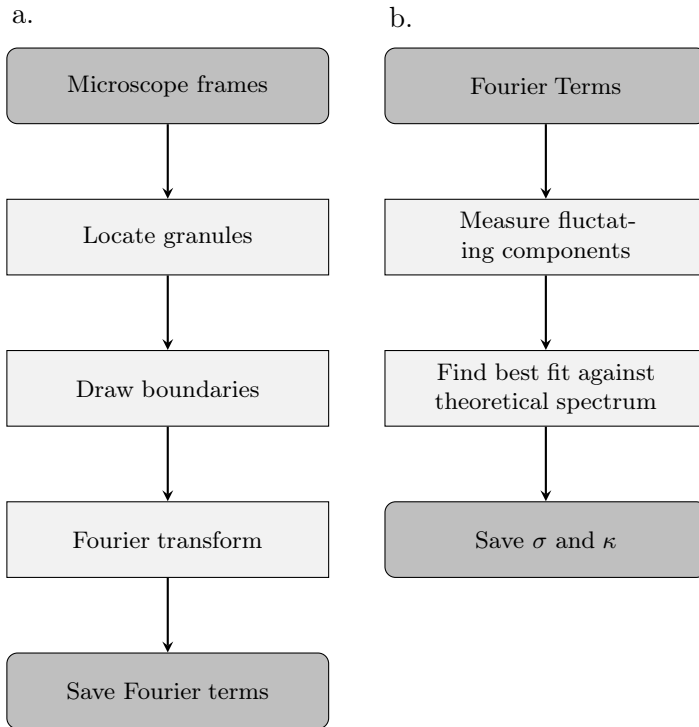 a.
Microscope frames
Locate granules
Draw boundaries
Fourier transform
Save Fourier terms
b.
Fourier Terms
Measure fluctat-
ing components
Find best fit against
theoretical spectrum
Save σ and κ